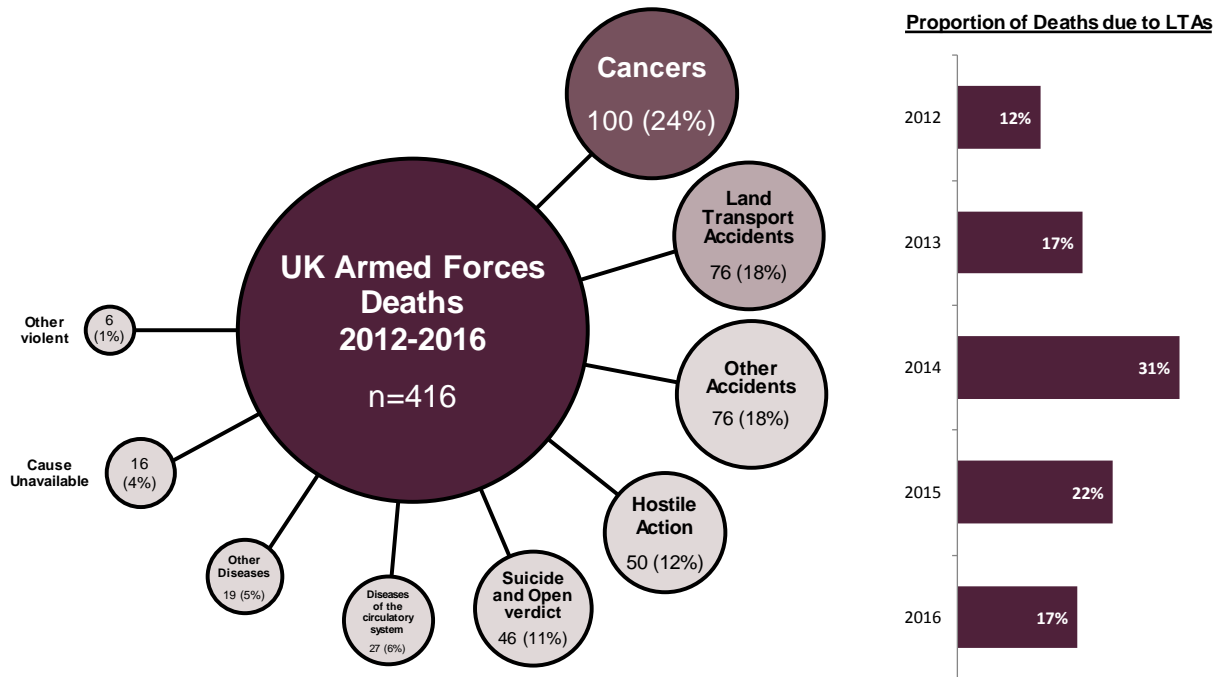 UK Armed Forces
Deaths
2012-2016
n=416
Cancers
100 (24%)
Land
Transport
Accidents
76 (18%)
Other
Accidents
76 (18%)
Hostile
Action
50 (12%)
Suicide
and Open
verdict
46 (11%)
Diseases
of the
circulatory
system
27 (6%)
Other
Diseases
19 (5%)
Cause
Unavailable
16
(4%)
Other
violent
6
(1%)
Proportion of Deaths due to LTAs
2012
12%
2013
17%
2014
31%
2015
22%
2016
17%